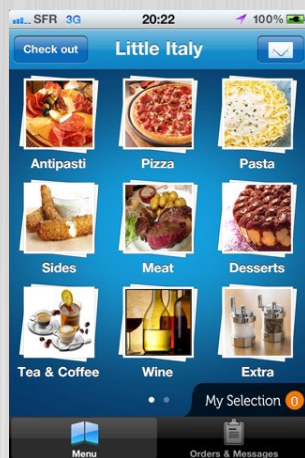 SFR 3G 20:22 100%
Check out Little Italy
Antipasti Pizza Pasta
Sides Meat Desserts
Tea & Coffee Wine Extra
My Selection 0
Menu Orders & Messages